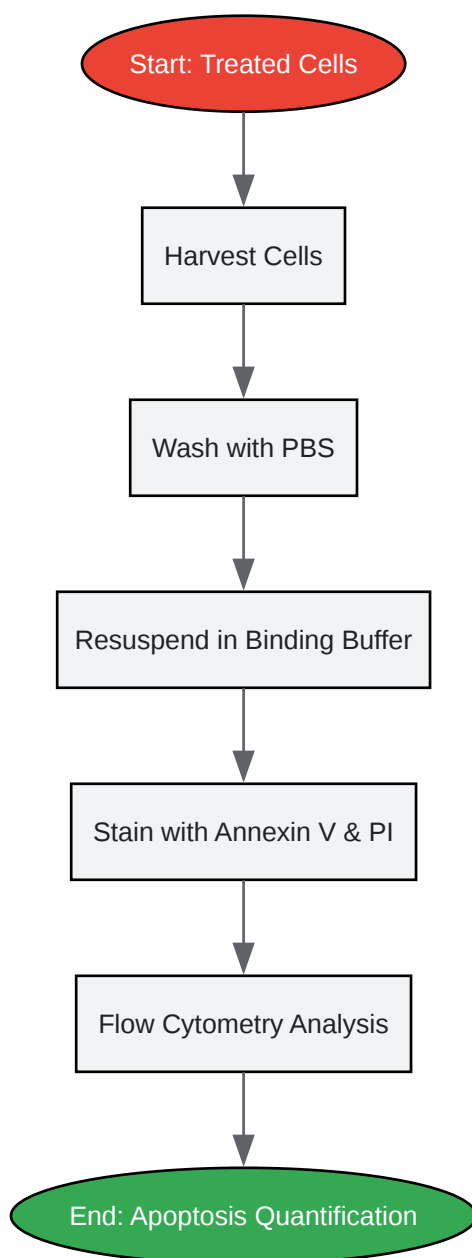 Start: Treated Cells
Harvest Cells
Wash with PBS
Resuspend in Binding Buffer
Stain with Annexin V & PI
Flow Cytometry Analysis
End: Apoptosis Quantification